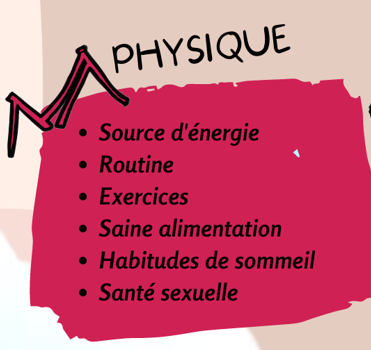 PHYSIQUE
• Source d'énergie
• Routine
• Exercices
• Saine alimentation
• Habitudes de sommeil
• Santé sexuelle